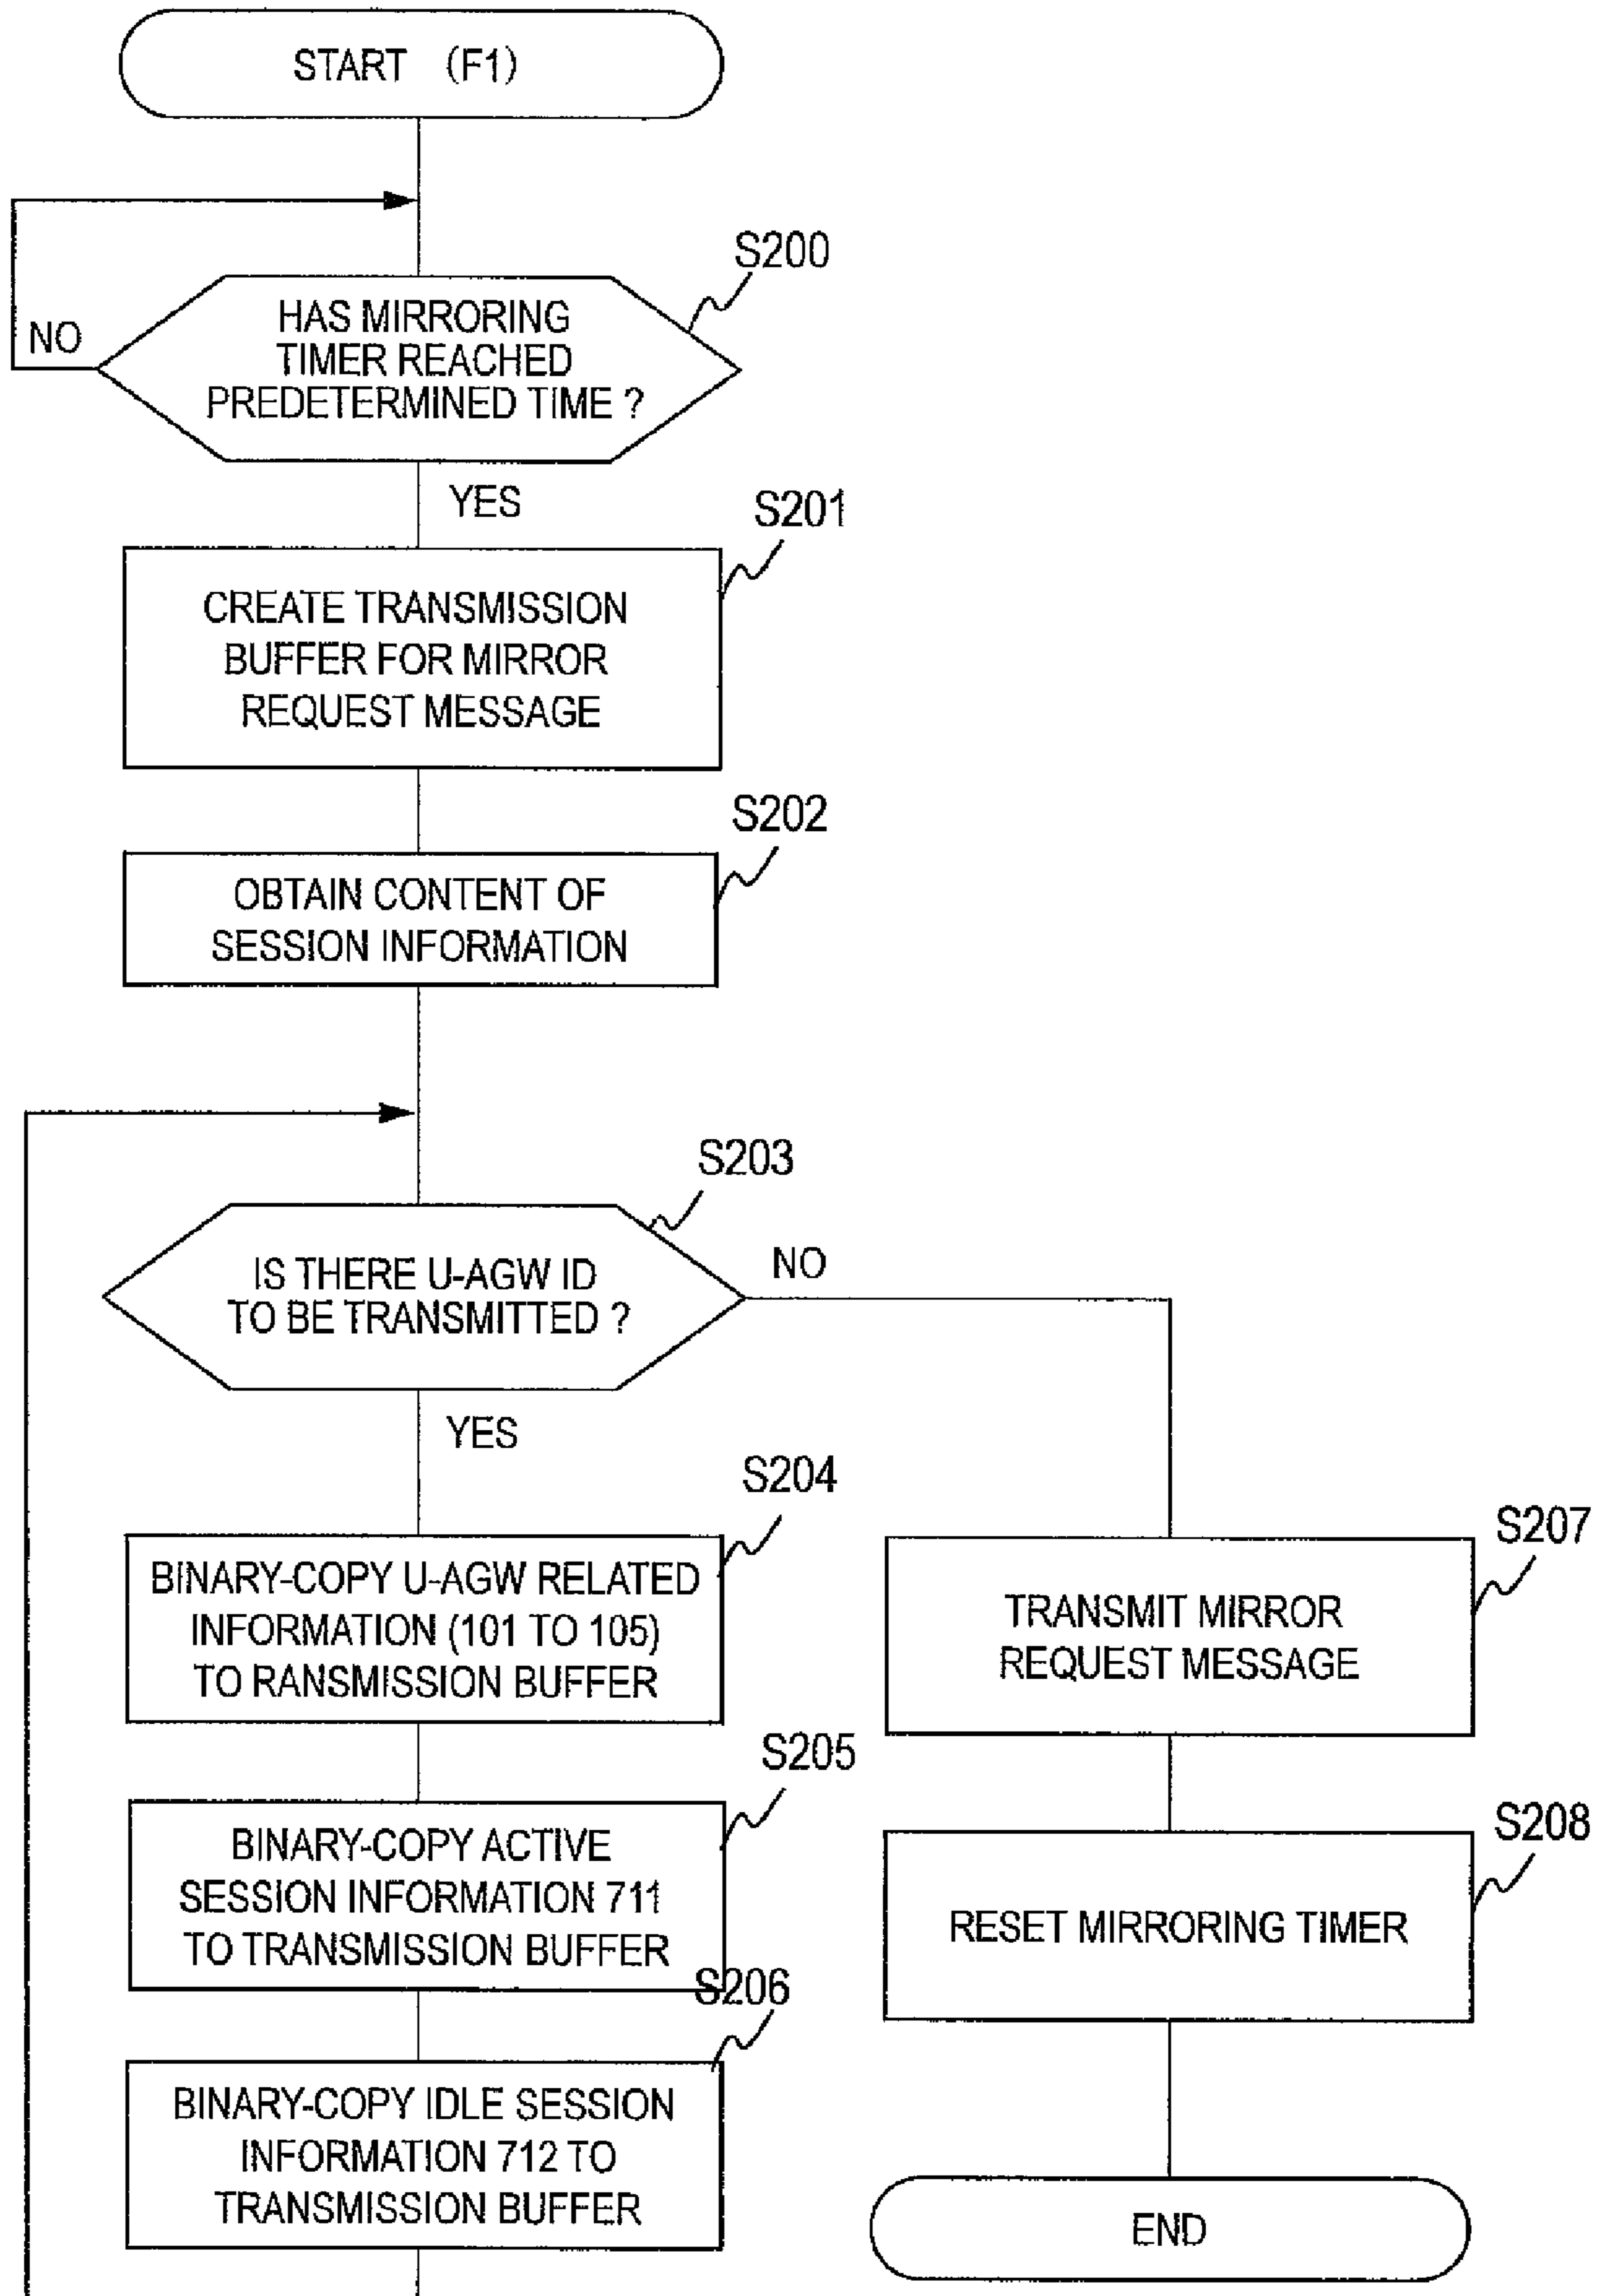 START (F1)
S200
HAS MIRRORING
TIMER REACHED
PREDETERMINED TIME ?
NO
YES
S201
CREATE TRANSMISSION
BUFFER FOR MIRROR
REQUEST MESSAGE
S202
OBTAIN CONTENT OF
SESSION INFORMATION
S203
IS THERE U-AGW ID
TO BE TRANSMITTED ?
NO
YES
S204
BINARY-COPY U-AGW RELATED
INFORMATION (101 TO 105)
TO RANSMISSION BUFFER
S205
BINARY-COPY ACTIVE
SESSION INFORMATION 711
TO TRANSMISSION BUFFER
S206
BINARY-COPY IDLE SESSION
INFORMATION 712 TO
TRANSMISSION BUFFER
S207
TRANSMIT MIRROR
REQUEST MESSAGE
S208
RESET MIRRORING TIMER
END